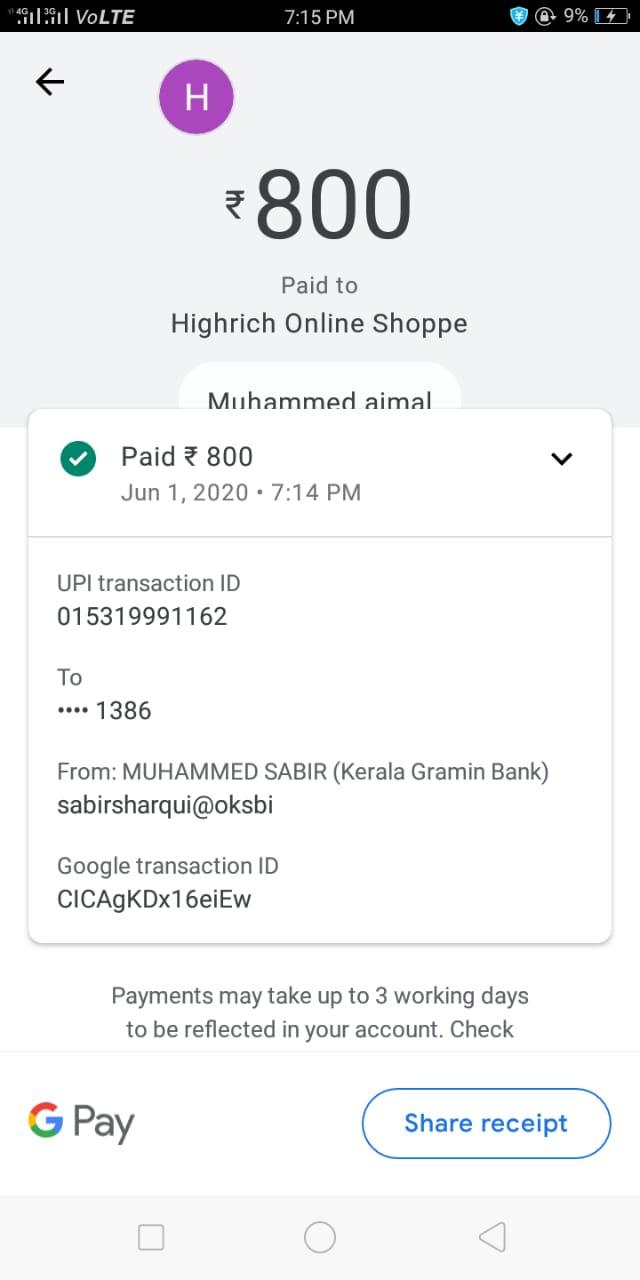 4G 3G VoLTE 7:15 PM 9%
H
₹800
Paid to
Highrich Online Shoppe
Muhammed ajmal
Paid ₹ 800
Jun 1, 2020 • 7:14 PM
UPI transaction ID
015319991162
To
•••• 1386
From: MUHAMMED SABIR (Kerala Gramin Bank)
sabirsharqui@oksbi
Google transaction ID
CICAgKDx16eiEw
Payments may take up to 3 working days
to be reflected in your account. Check
G Pay
Share receipt